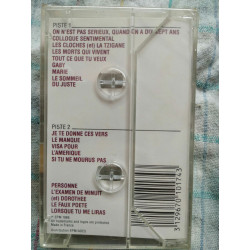 PISTE 1
ON N'EST PAS SERIEUX, QUAND ON A DIX-SEPT ANS
COLLOQUE SENTIMENTAL
LES CLOCHES (et) LA TZIGANE
LES MORTS QUI VIVENT
TOUT CE QUE TU VEUX
GABY
MARIE
LE SOMMEIL
DU JUSTE
PISTE 2
JE TE DONNE CES VERS
LE MANQUE
VISA POUR
L'AMERIQUE
SI TU NE MOURUS PAS
PERSONNE
L'EXAMEN DE MINUIT
(et) DOROTHEE
LE FAUX POETE
LORSQUE TU ME LIRAS